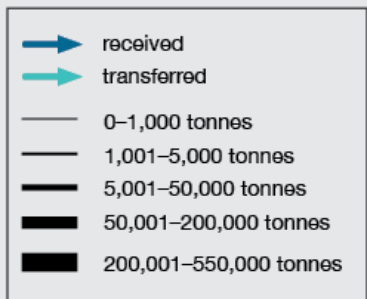 received
transferred
0–1,000 tonnes
1,001–5,000 tonnes
5,001–50,000 tonnes
50,001–200,000 tonnes
200,001–550,000 tonnes